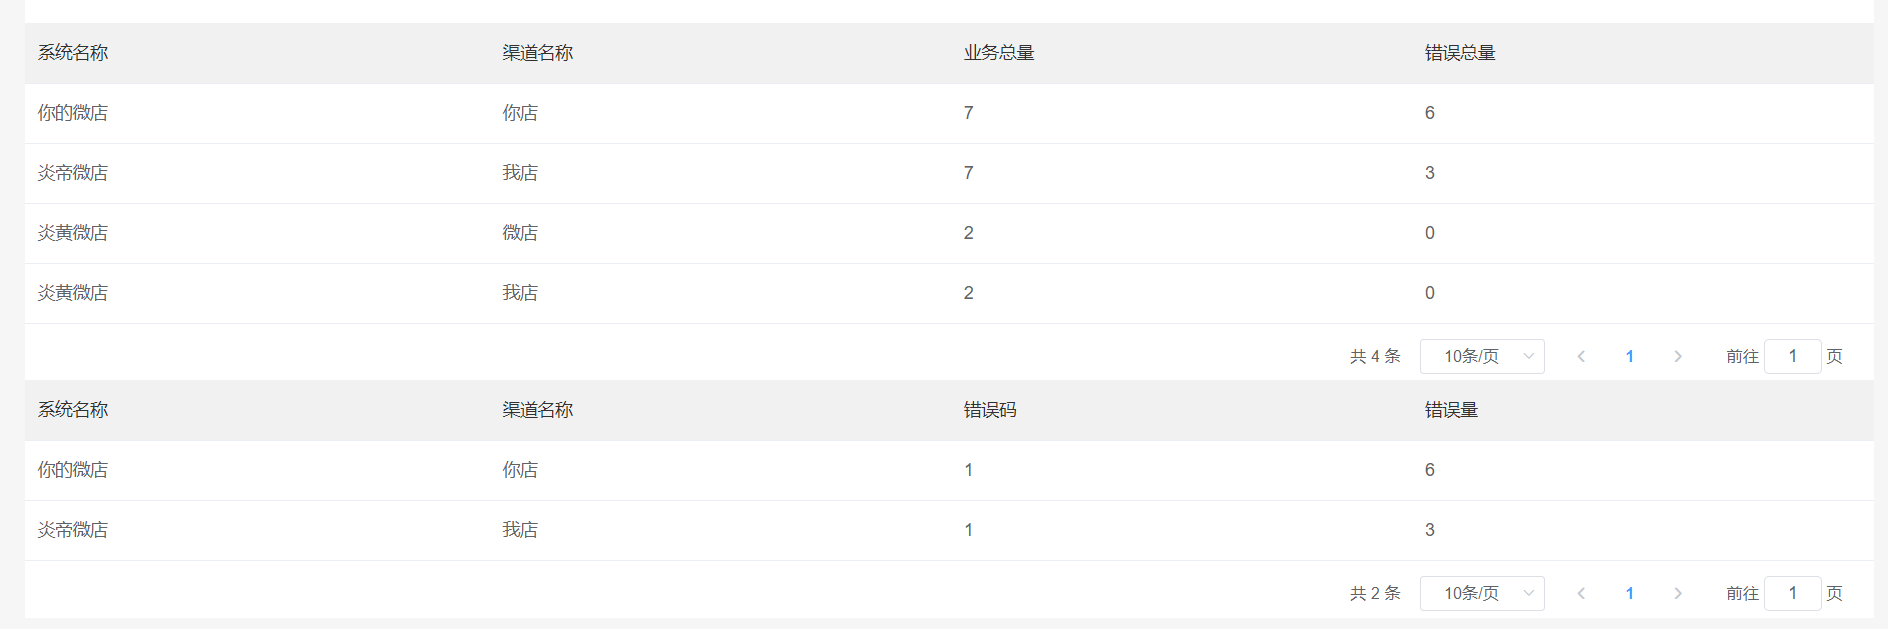 系统名称 渠道名称 业务总量 错误总量
你的微店 你店 7 6
炎帝微店 我店 7 3
炎黄微店 微店 2 0
炎黄微店 我店 2 0
共 4 条 10条/页 1 前往 1 页
系统名称 渠道名称 错误码 错误量
你的微店 你店 1 6
炎帝微店 我店 1 3
共 2 条 10条/页 1 前往 1 页